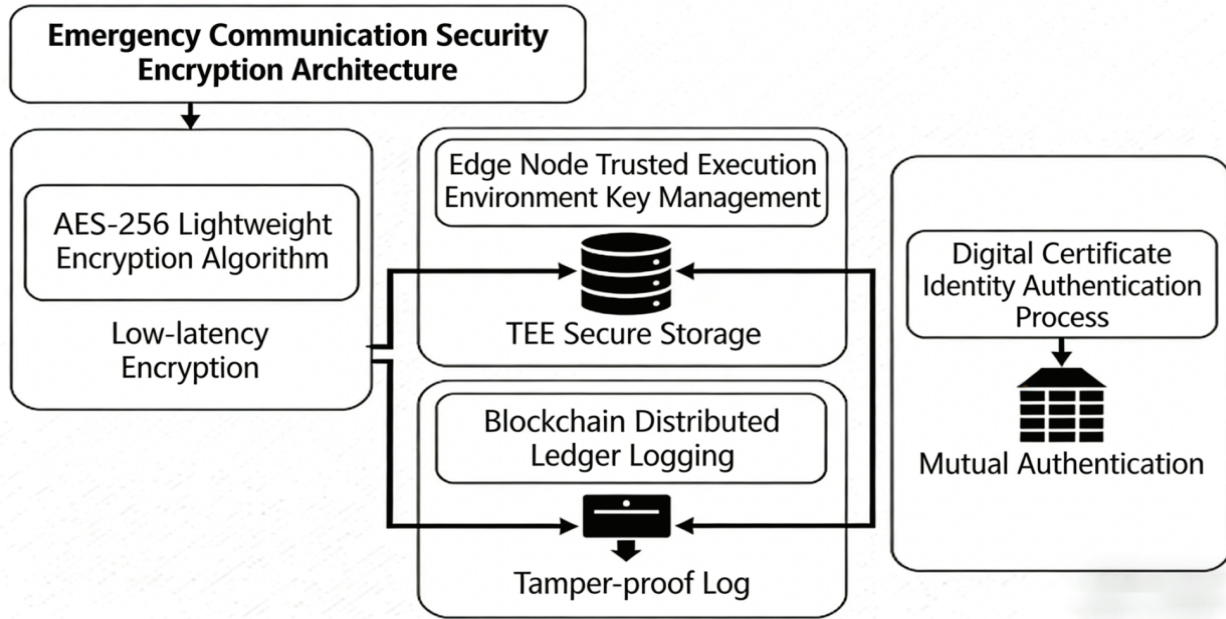 Emergency Communication Security
Encryption Architecture
AES-256 Lightweight
Encryption Algorithm
Low-latency
Encryption
Edge Node Trusted Execution
Environment Key Management
TEE Secure Storage
Blockchain Distributed
Ledger Logging
Tamper-proof Log
Digital Certificate
Identity Authentication
Process
Mutual Authentication